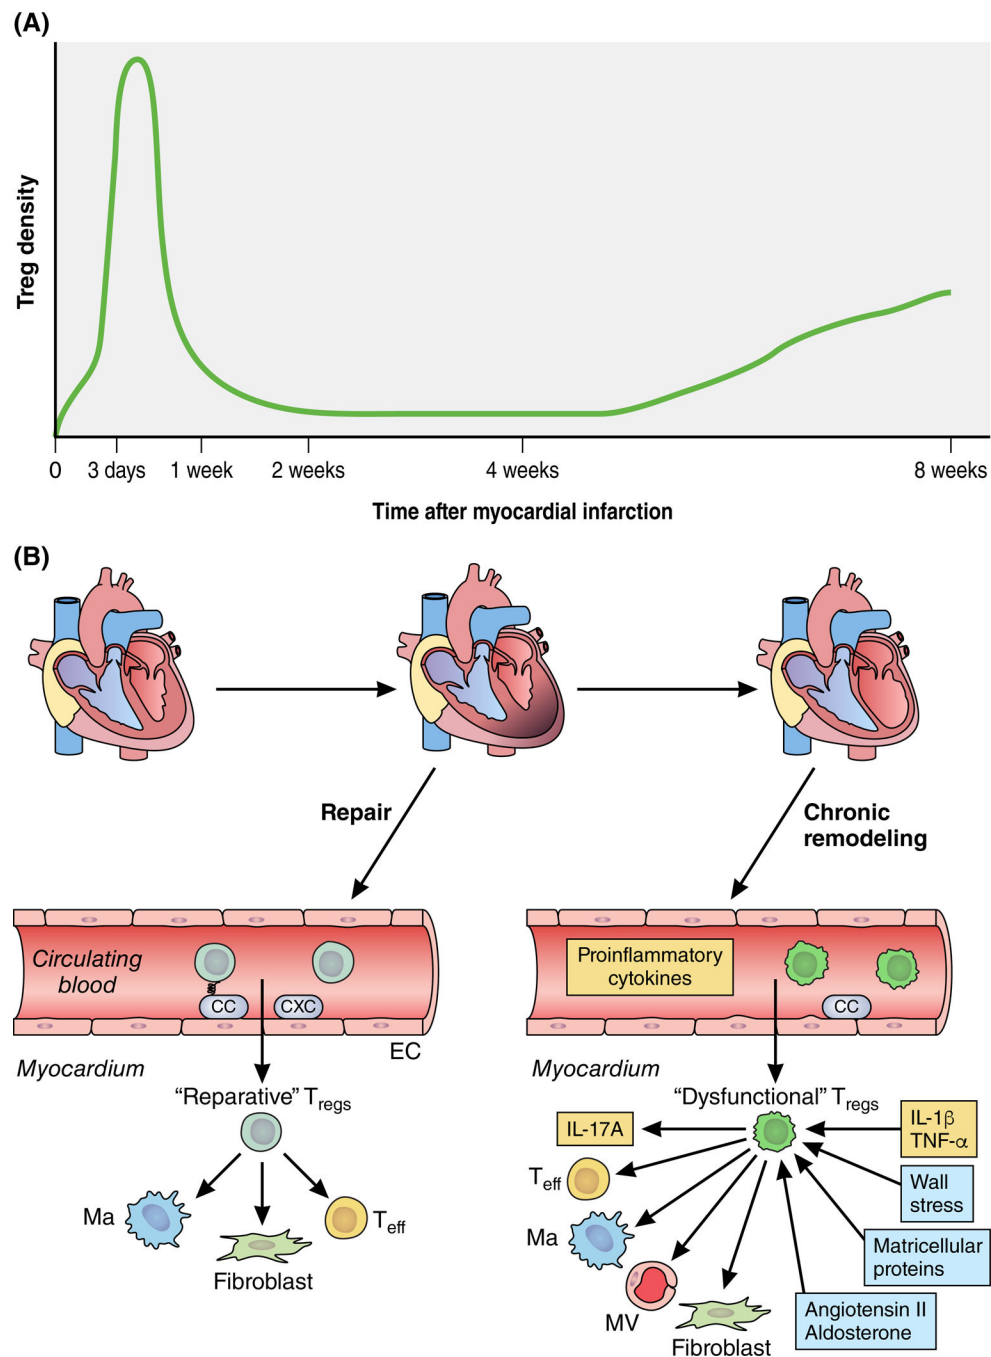 (A)
Treg density
0 3 days 1 week 2 weeks 4 weeks 8 weeks
Time after myocardial infarction
(B)
Repair
Chronic
remodeling
Circulating
blood
CC
CXC
EC
Myocardium
"Reparative" Tregs
Ma
Teff
Fibroblast
Proinflammatory
cytokines
CC
Myocardium
"Dysfunctional" Tregs
IL-17A
IL-1β
TNF-α
Teff
Wall
stress
Ma
Matricellular
proteins
MV
Angiotensin II
Aldosterone
Fibroblast